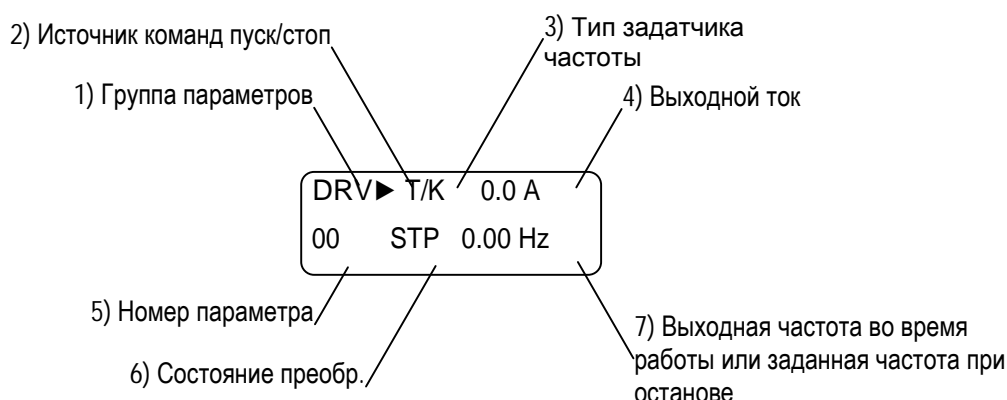 2) Источник команд пуск/стоп
3) Тип задатчика
частоты
1) Группа параметров
4) Выходной ток
DRV► T/K 0.0 A
00 STP 0.00 Hz
5) Номер параметра
6) Состояние преобр.
7) Выходная частота во время
работы или заданная частота при
останове